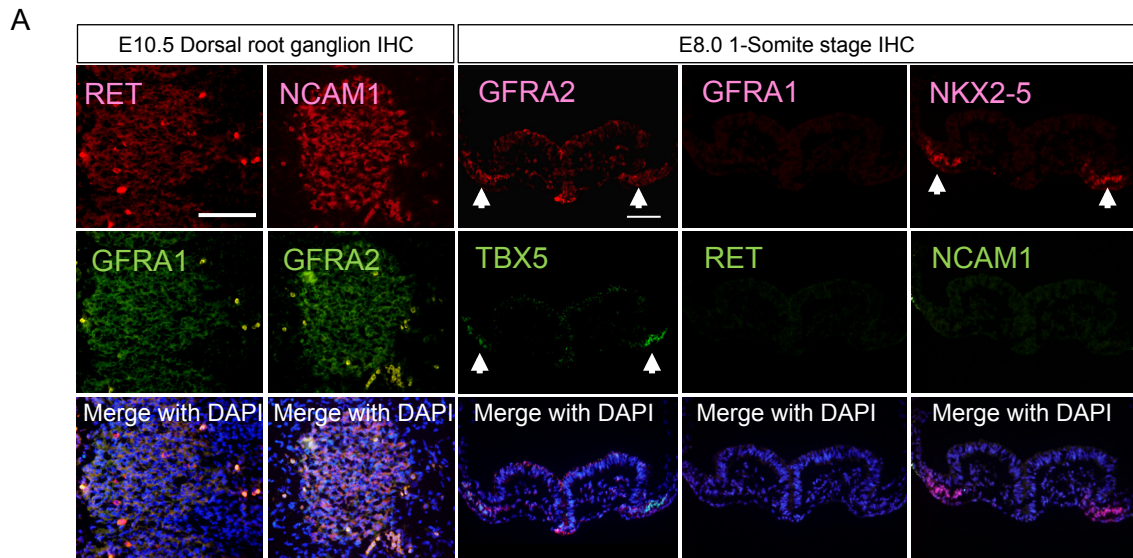 A
E10.5 Dorsal root ganglion IHC
E8.0 1-Somite stage IHC
RET
NCAM1
GFRA2
GFRA1
NKX2-5
GFRA1
GFRA2
TBX5
RET
NCAM1
Merge with DAPI
Merge with DAPI
Merge with DAPI
Merge with DAPI
Merge with DAPI